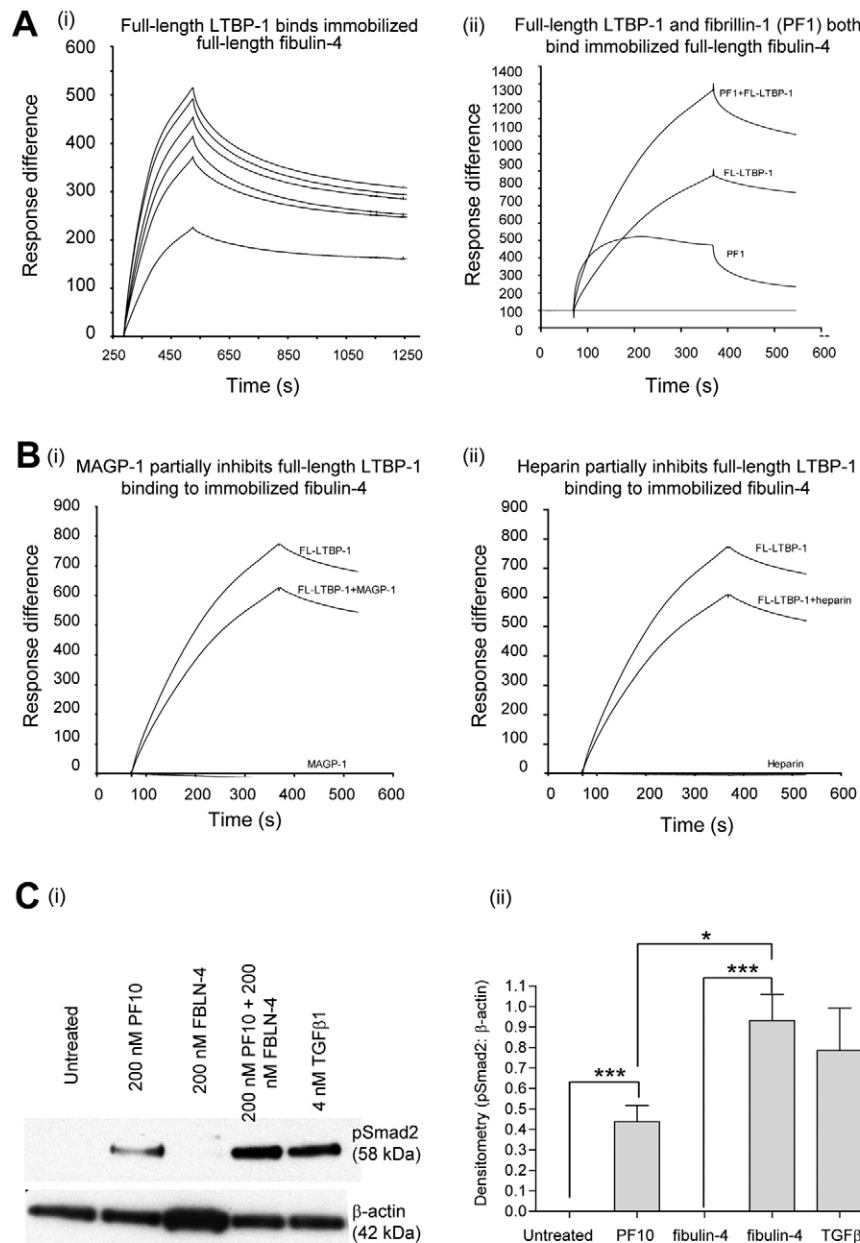 A (i) Full-length LTBP-1 binds immobilized
full-length fibulin-4
600
500
400
300
200
100
0
Response difference
250 450 650 850 1050 1250
Time (s)
(ii) Full-length LTBP-1 and fibrillin-1 (PF1) both
bind immobilized full-length fibulin-4
1400
1300
1300
1100
1000
900
800
700
600
500
400
300
200
100
Response difference
PF1+FL-LTBP-1
FL-LTBP-1
PF1
0 100 200 300 400 500 600
Time (s)
B (i) MAGP-1 partially inhibits full-length LTBP-1
binding to immobilized fibulin-4
900
800
700
600
500
400
300
200
100
0
Response difference
FL-LTBP-1
FL-LTBP-1+MAGP-1
MAGP-1
0 100 200 300 400 500 600
Time (s)
(ii) Heparin partially inhibits full-length LTBP-1
binding to immobilized fibulin-4
900
800
700
600
500
400
300
200
100
0
Response difference
FL-LTBP-1
FL-LTBP-1+heparin
Heparin
0 100 200 300 400 500 600
Time (s)
C (i)
Untreated
200 nM PF10
200 nM FBLN-4
200 nM PF10 + 200
nM FBLN-4
4 nM TGFβ1
pSmad2
(58 kDa)
β-actin
(42 kDa)
(ii)
Densitometry (pSmad2: β-actin)
1.1
1.0
0.9
0.8
0.7
0.6
0.5
0.4
0.3
0.2
0.1
0.0
***
*
***
Untreated PF10 fibulin-4 fibulin-4 TGFβ